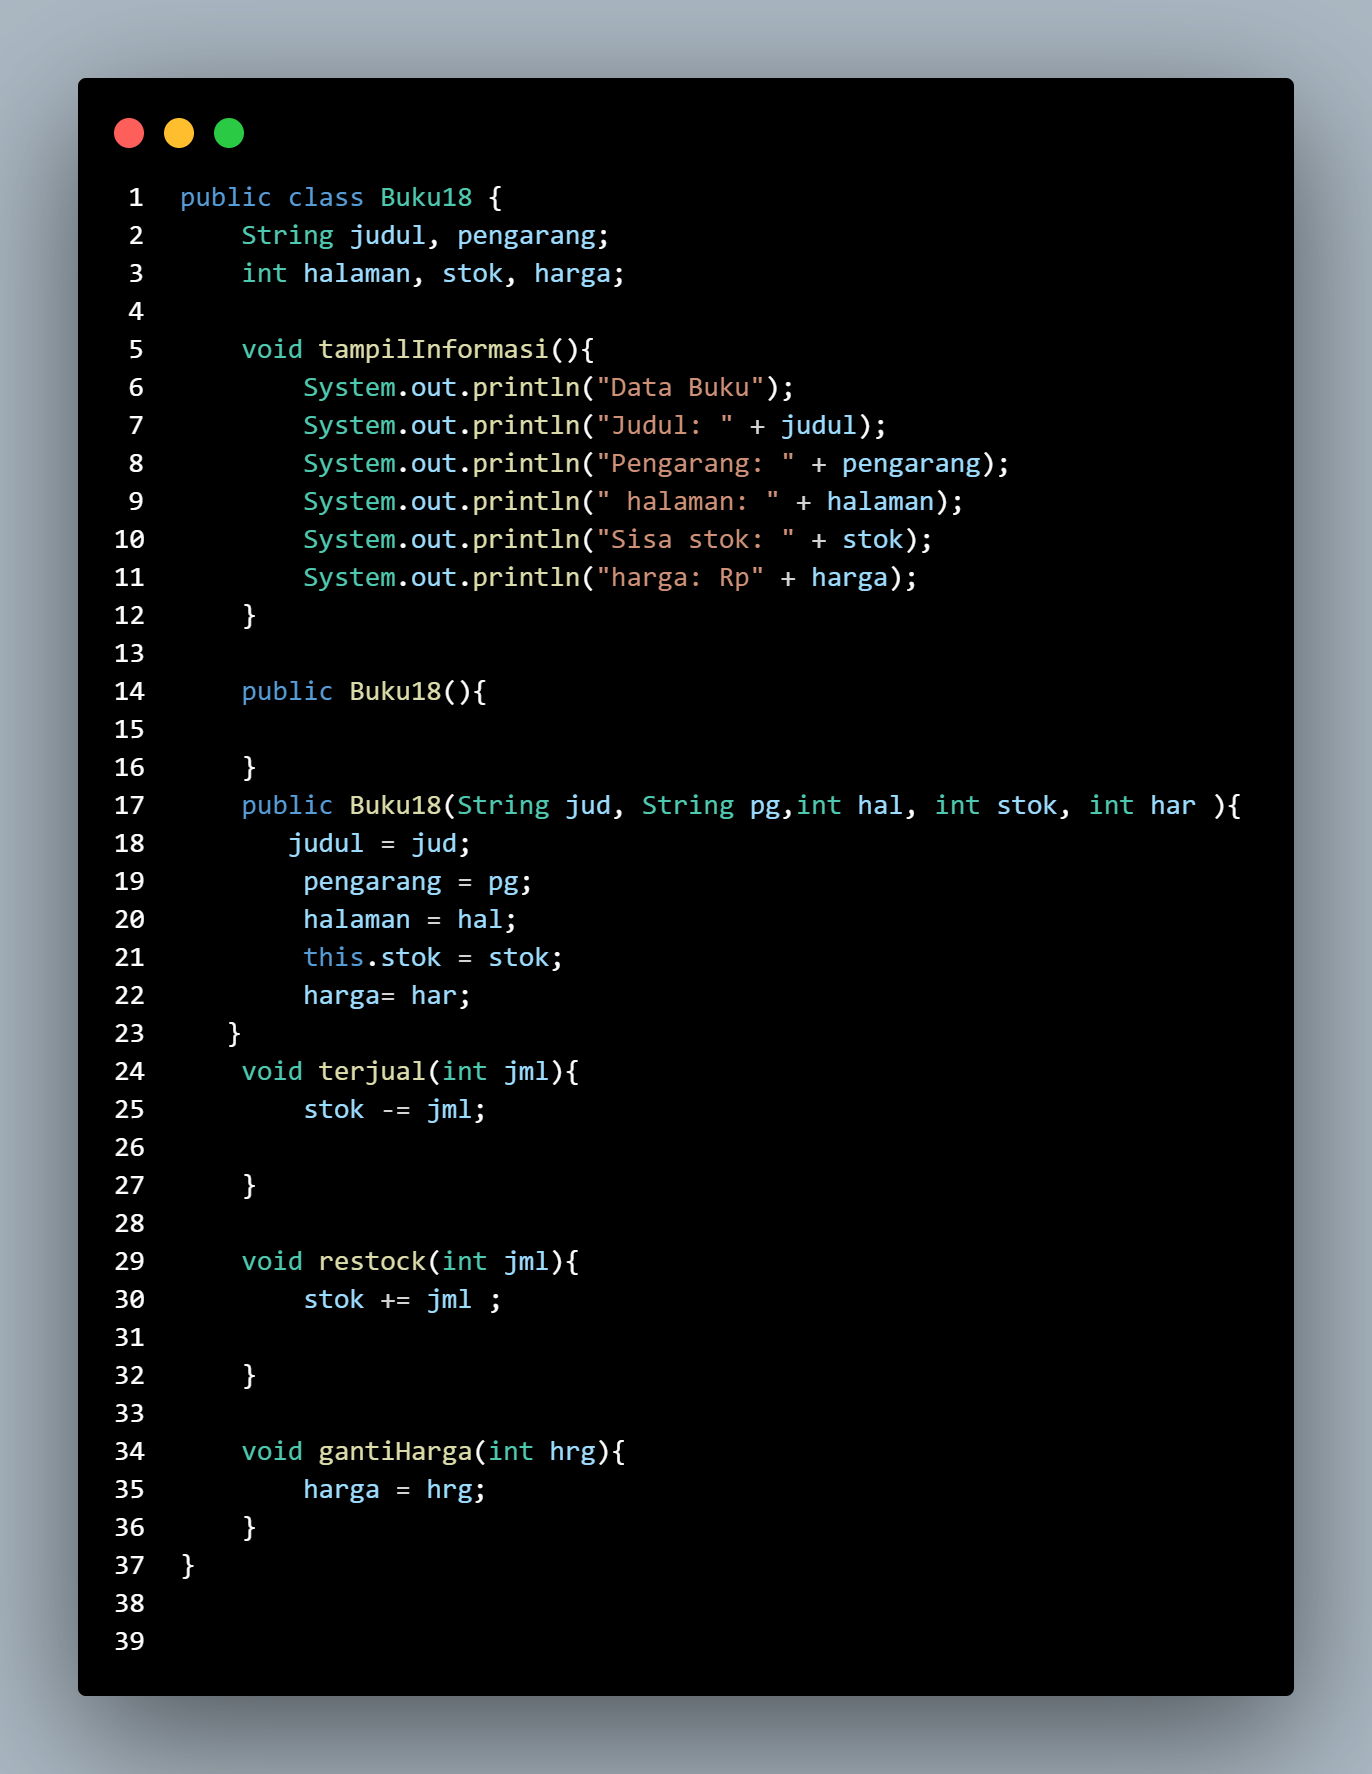 1 public class Buku18 {
2     String judul, pengarang;
3     int halaman, stok, harga;
4
5     void tampilInformasi(){
6         System.out.println("Data Buku");
7         System.out.println("Judul: " + judul);
8         System.out.println("Pengarang: " + pengarang);
9         System.out.println(" halaman: " + halaman);
10         System.out.println("Sisa stok: " + stok);
11         System.out.println("harga: Rp" + harga);
12     }
13
14     public Buku18(){
15
16     }
17     public Buku18(String jud, String pg,int hal, int stok, int har ){
18        judul = jud;
19         pengarang = pg;
20         halaman = hal;
21         this.stok = stok;
22         harga= har;
23    }
24     void terjual(int jml){
25         stok -= jml;
26
27     }
28
29     void restock(int jml){
30         stok += jml ;
31
32     }
33
34     void gantiHarga(int hrg){
35         harga = hrg;
36     }
37 }
38
39